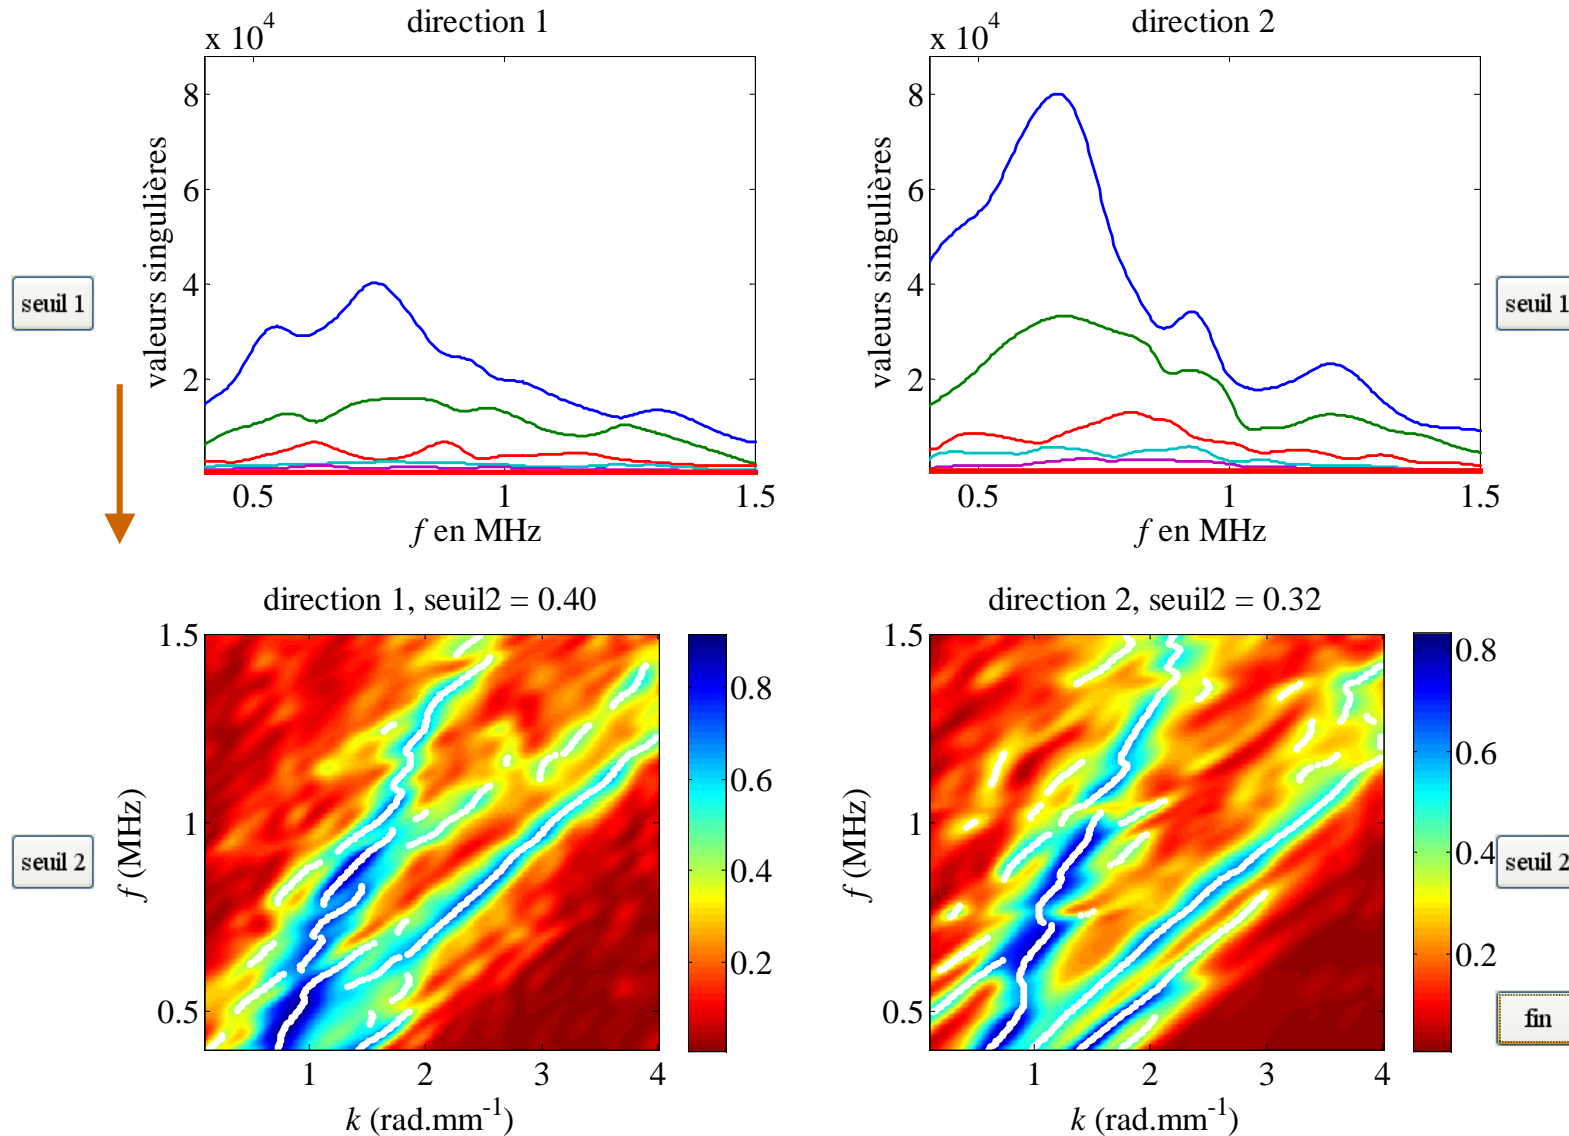 direction 1
x 10^4
valeurs singulières
8
6
4
2
0.5 1 1.5
f en MHz
seuil 1
direction 2
x 10^4
valeurs singulières
8
6
4
2
0.5 1 1.5
f en MHz
seuil 1
direction 1, seuil2 = 0.40
f (MHz)
1.5
1
0.5
1 2 3 4
k (rad.mm^-1)
0.8
0.6
0.4
0.2
seuil 2
direction 2, seuil2 = 0.32
f (MHz)
1.5
1
0.5
1 2 3 4
k (rad.mm^-1)
0.8
0.6
0.4
0.2
seuil 2
fin